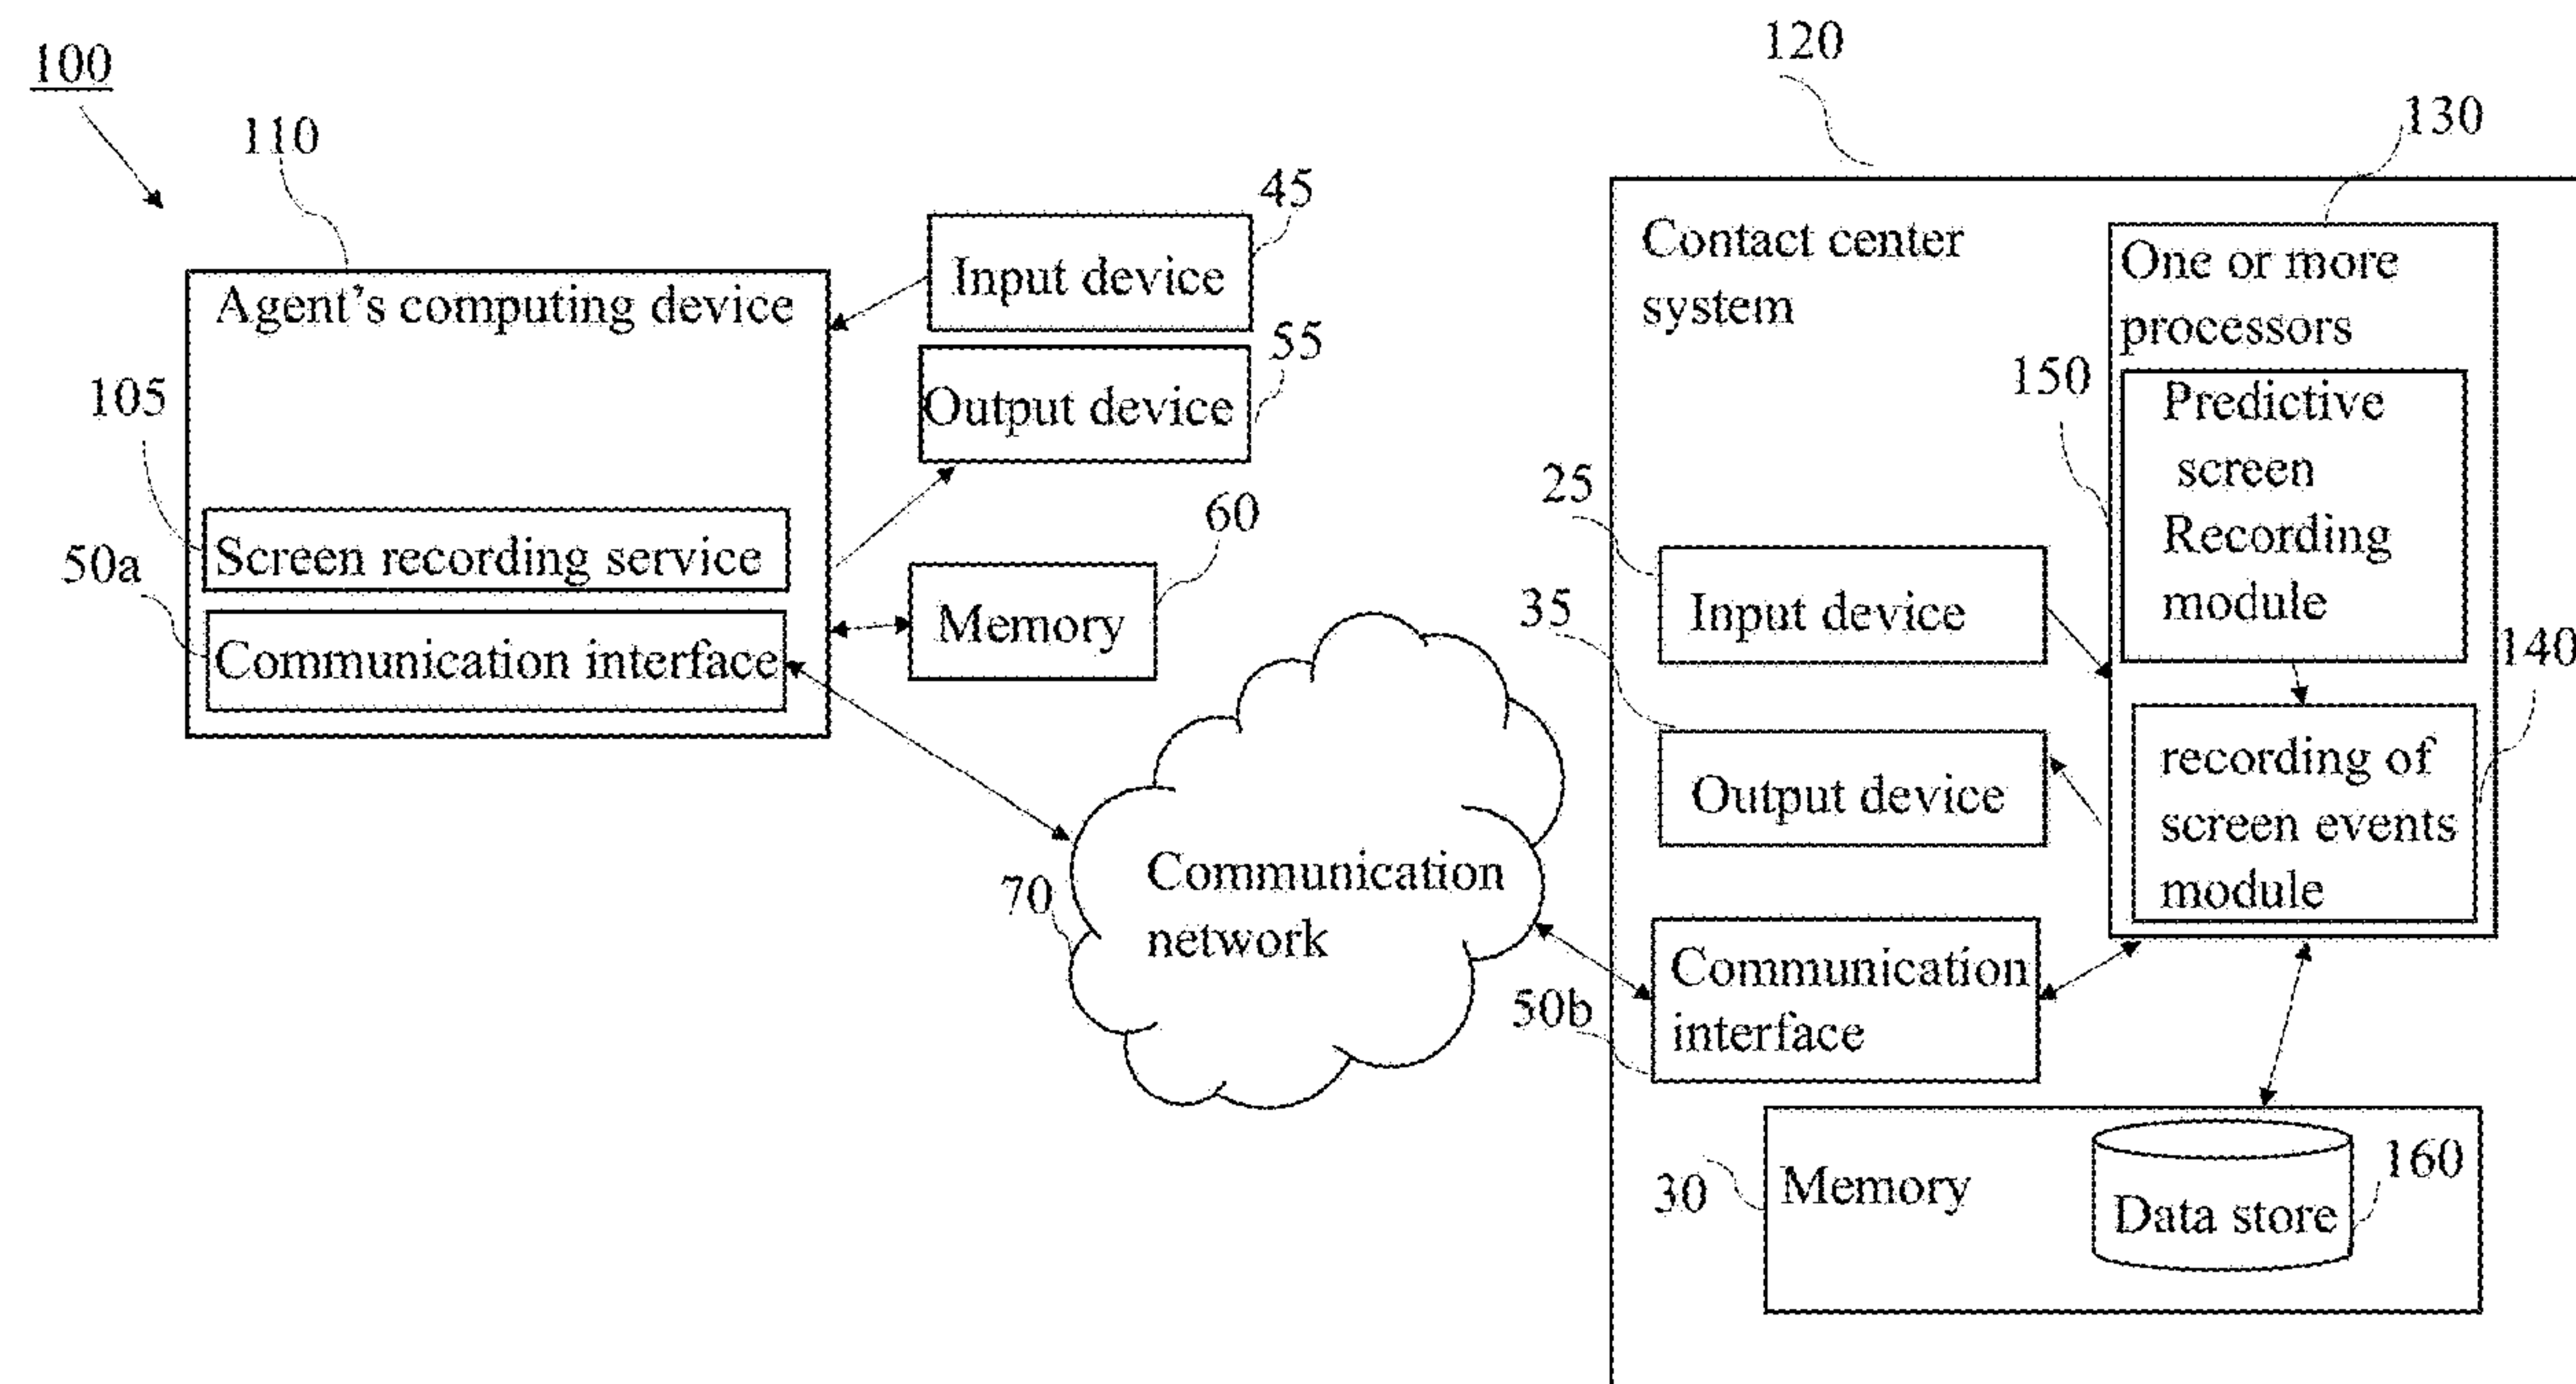 100
110
Agent's computing device
105
Screen recording service
50a
Communication interface
45
Input device
55
Output device
60
Memory
70
Communication
network
120
Contact center
system
130
One or more
processors
150
Predictive
screen
Recording
module
140
recording of
screen events
module
25
Input device
35
Output device
50b
Communication
interface
30
Memory
160
Data store